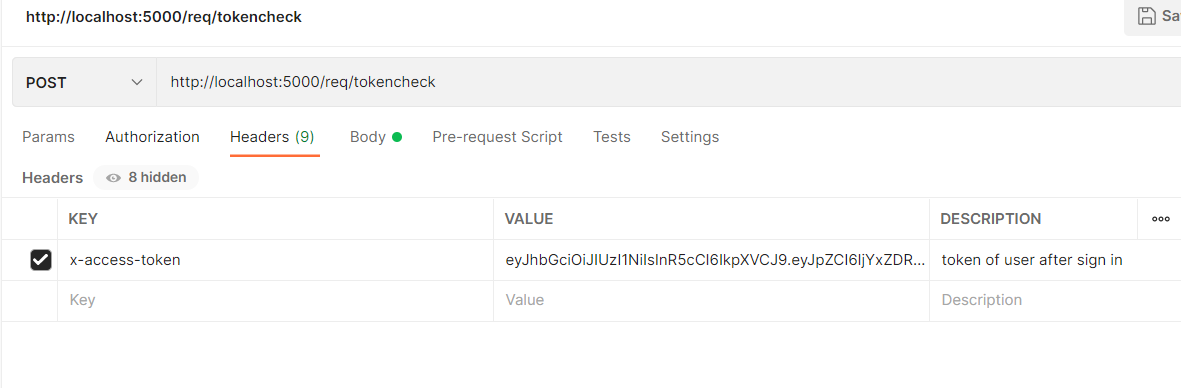 http://localhost:5000/req/tokencheck
POST http://localhost:5000/req/tokencheck
Params Authorization Headers (9) Body Pre-request Script Tests Settings
Headers 8 hidden
KEY VALUE DESCRIPTION
x-access-token eyJhbGciOiJIUzI1NiIsInR5cCI6IkpXVCJ9.eyJpZCI6IjYxZDR... token of user after sign in
Key Value Description